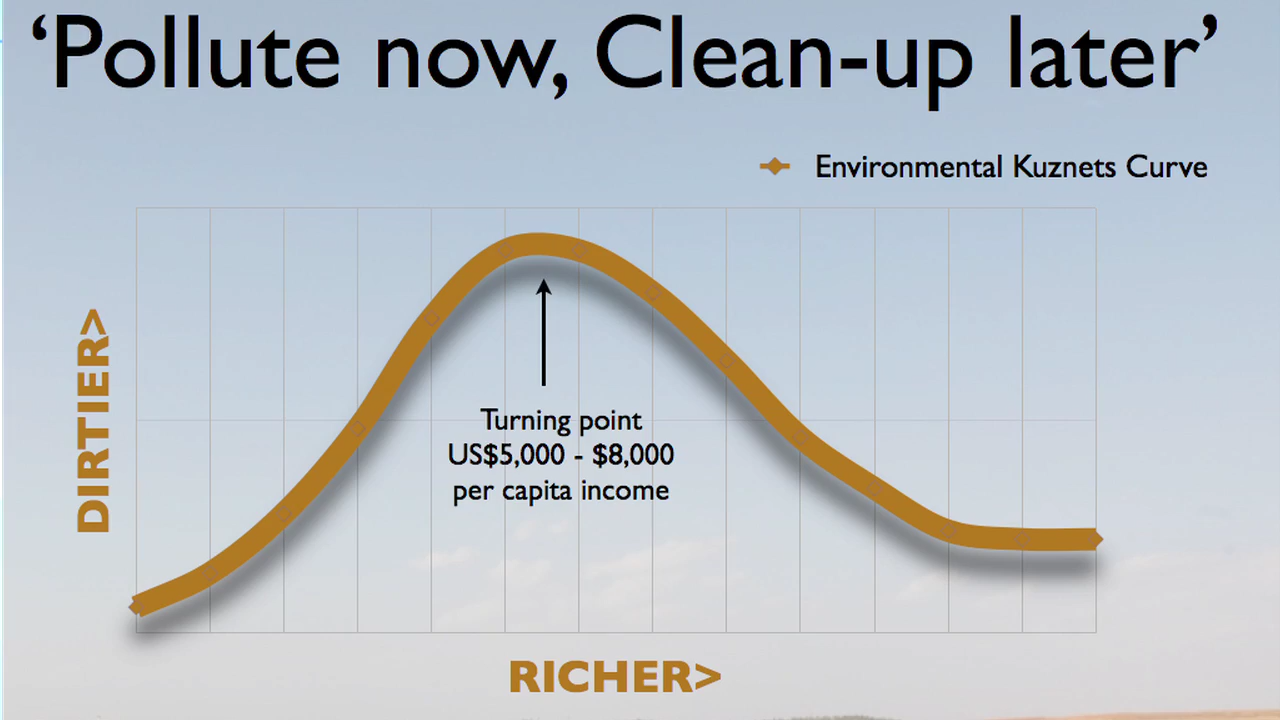 ‘Pollute now, Clean-up later’
Environmental Kuznets Curve
DIRTIER>
Turning point
US$5,000 - $8,000
per capita income
RICHER>